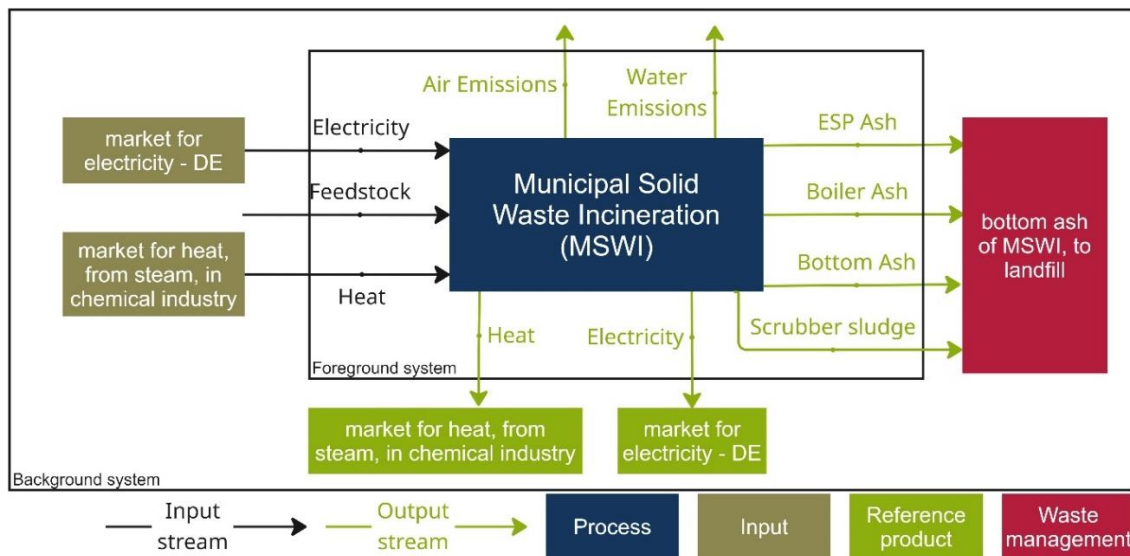 Air Emissions
Water
Emissions
market for
electricity - DE
Electricity
Feedstock
market for heat,
from steam, in
chemical industry
Heat
Municipal Solid
Waste Incineration
(MSWI)
ESP Ash
Boiler Ash
Bottom Ash
Scrubber sludge
bottom ash
of MSWI, to
landfill
Heat
Electricity
Foreground system
market for heat, from
steam, in chemical industry
market for
electricity - DE
Background system
Input
stream
Output
stream
Process
Input
Reference
product
Waste
management